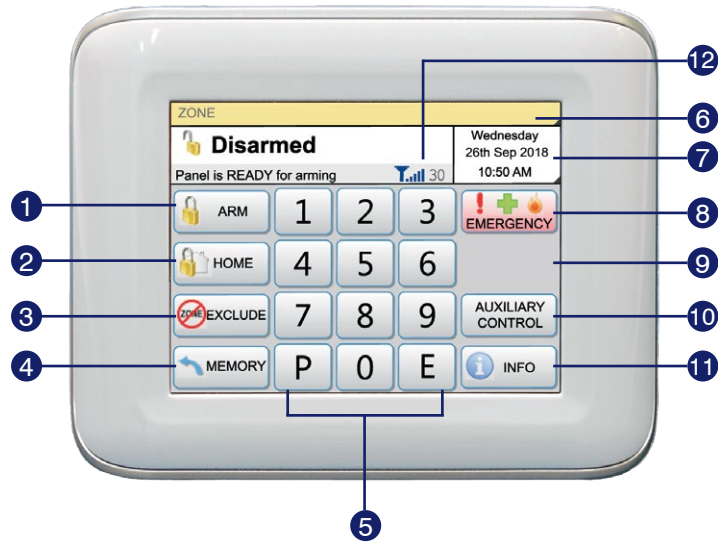 12
ZONE
6
Disarmed
Wednesday
26th Sep 2018
10:50 AM
7
Panel is READY for arming
30
1
ARM
1
2
3
EMERGENCY
8
2
HOME
4
5
6
9
3
ZONE
EXCLUDE
7
8
9
AUXILIARY
CONTROL
10
4
MEMORY
P
0
E
i
INFO
11
5